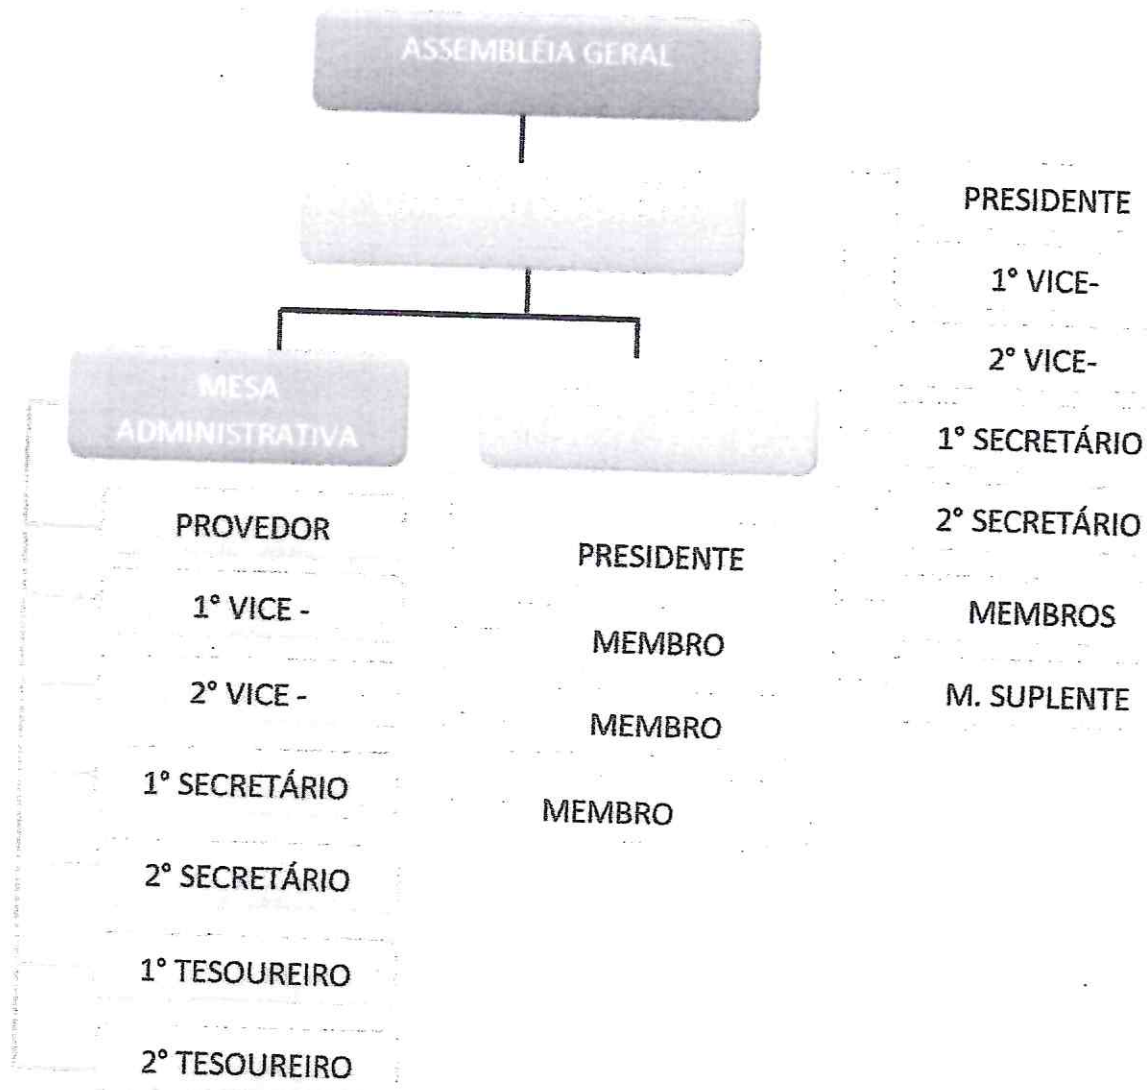 ASSEMBLÉIA GERAL
MESA
ADMINISTRATIVA
PROVEDOR
1° VICE -
2° VICE -
1° SECRETÁRIO
2° SECRETÁRIO
1° TESOUREIRO
2° TESOUREIRO
PRESIDENTE
MEMBRO
MEMBRO
MEMBRO
PRESIDENTE
1° VICE-
2° VICE-
1° SECRETÁRIO
2° SECRETÁRIO
MEMBROS
M. SUPLENTE